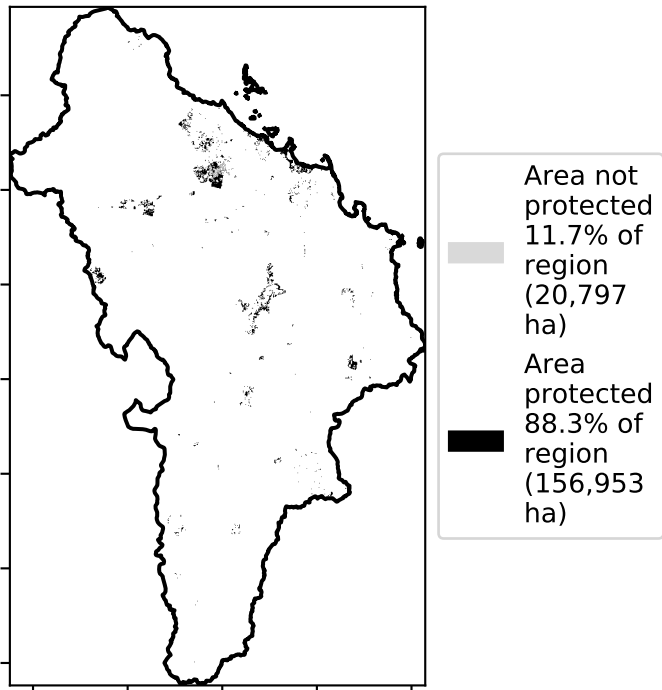 Area not
protected
11.7% of
region
(20,797
ha)
Area
protected
88.3% of
region
(156,953
ha)